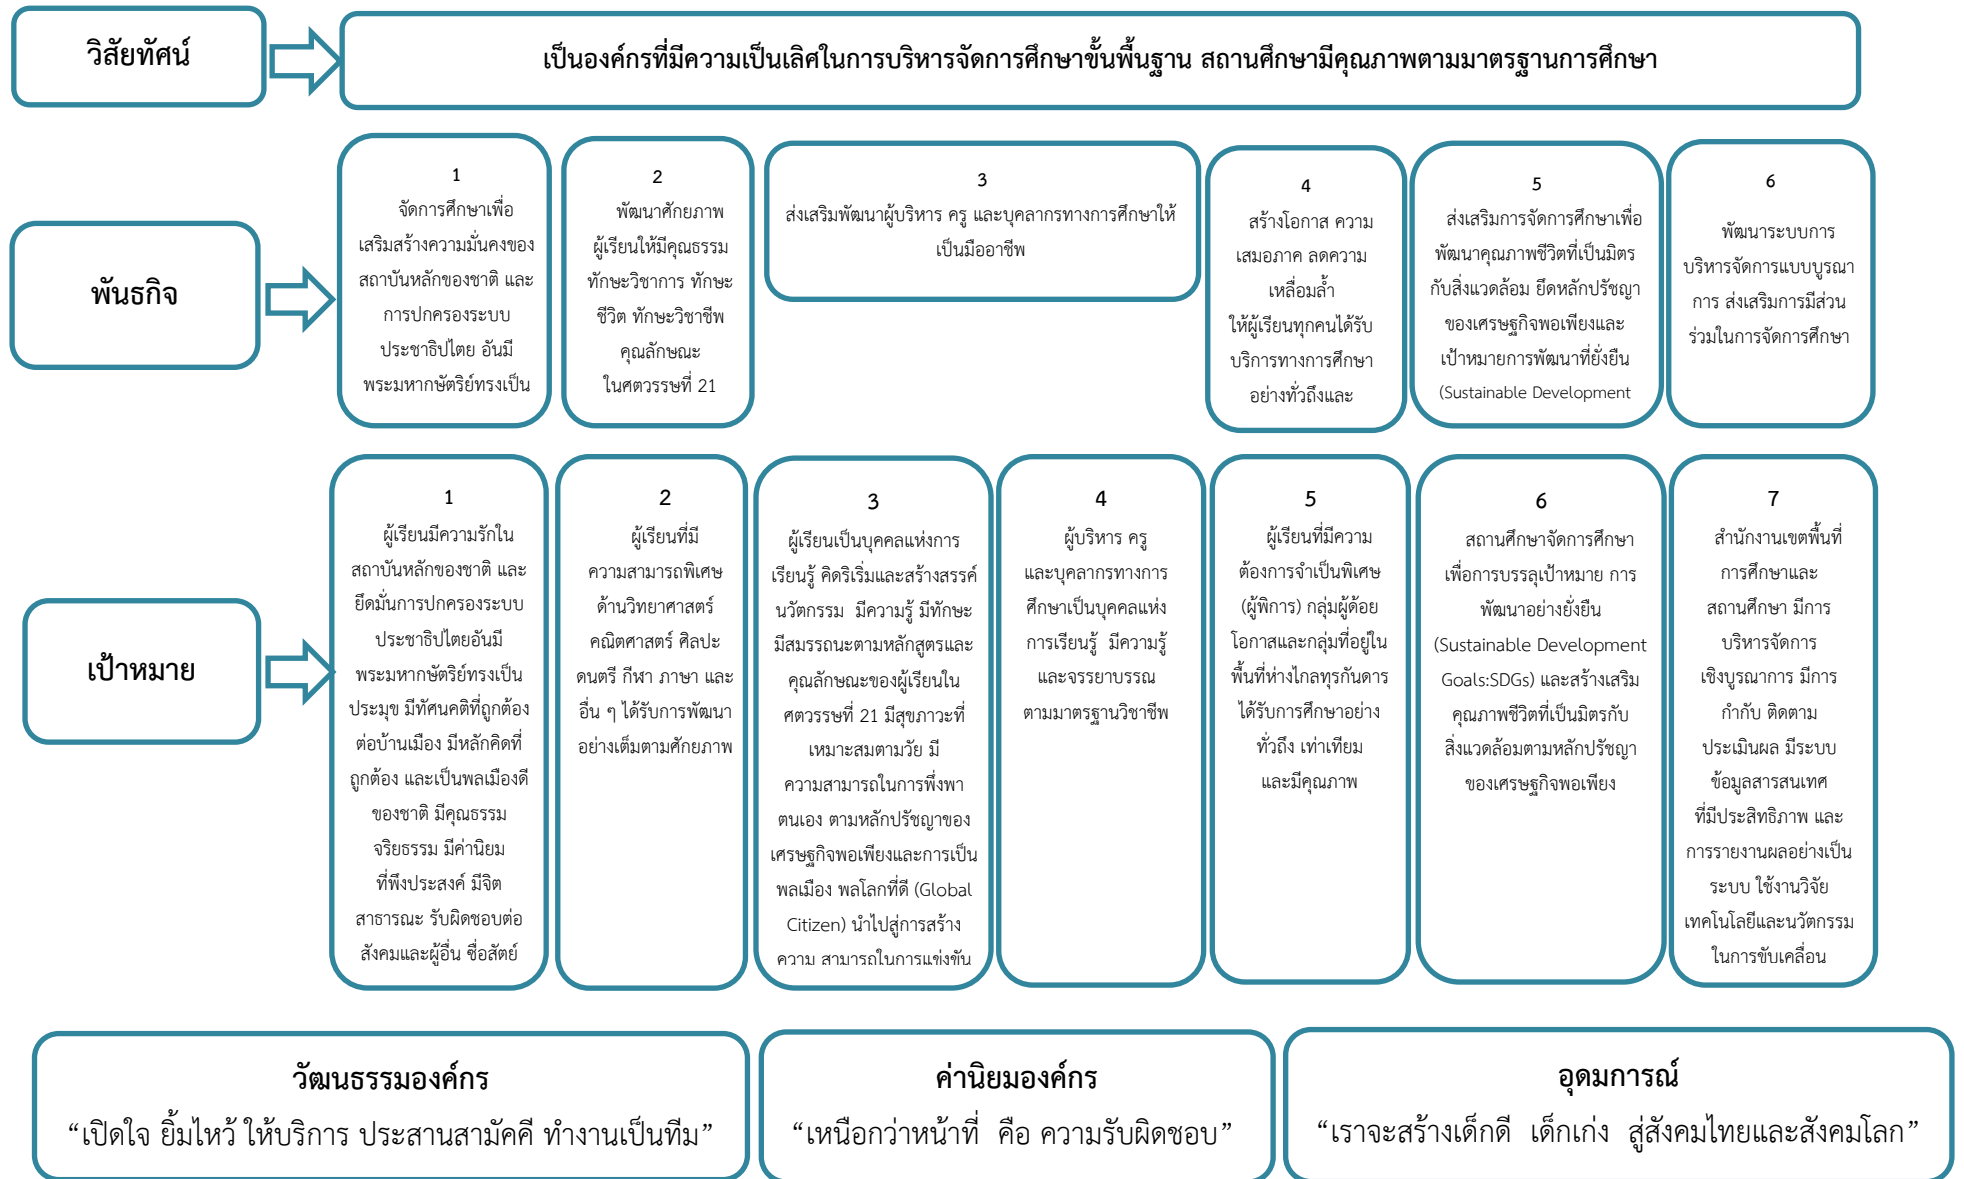 วิสัยทัศน์
เป็นองค์กรที่มีความเป็นเลิศในการบริหารจัดการศึกษาขั้นพื้นฐาน สถานศึกษามีคุณภาพตามมาตรฐานการศึกษา
พันธกิจ
1
จัดการศึกษาเพื่อ
เสริมสร้างความมั่นคงของ
สถาบันหลักของชาติ และ
การปกครองระบบ
ประชาธิปไตย อันมี
พระมหากษัตริย์ทรงเป็น
2
พัฒนาศักยภาพ
ผู้เรียนให้มีคุณธรรม
ทักษะวิชาการ ทักษะ
ชีวิต ทักษะวิชาชีพ
คุณลักษณะ
ในศตวรรษที่ 21
3
ส่งเสริมพัฒนาผู้บริหาร ครู และบุคลากรทางการศึกษาให้
เป็นมืออาชีพ
4
สร้างโอกาส ความ
เสมอภาค ลดความ
เหลื่อมล้ำ
ให้ผู้เรียนทุกคนได้รับ
บริการทางการศึกษา
อย่างทั่วถึงและ
5
ส่งเสริมการจัดการศึกษาเพื่อ
พัฒนาคุณภาพชีวิตที่เป็นมิตร
กับสิ่งแวดล้อม ยึดหลักปรัชญา
ของเศรษฐกิจพอเพียงและ
เป้าหมายการพัฒนาที่ยั่งยืน
(Sustainable Development
6
พัฒนาระบบการ
บริหารจัดการแบบบูรณา
การ ส่งเสริมการมีส่วน
ร่วมในการจัดการศึกษา
เป้าหมาย
1
ผู้เรียนมีความรักใน
สถาบันหลักของชาติ และ
ยึดมั่นการปกครองระบบ
ประชาธิปไตยอันมี
พระมหากษัตริย์ทรงเป็น
ประมุข มีทัศนคติที่ถูกต้อง
ต่อบ้านเมือง มีหลักคิดที่
ถูกต้อง และเป็นพลเมืองดี
ของชาติ มีคุณธรรม
จริยธรรม มีค่านิยม
ที่พึงประสงค์ มีจิต
สาธารณะ รับผิดชอบต่อ
สังคมและผู้อื่น ซื่อสัตย์
2
ผู้เรียนที่มี
ความสามารถพิเศษ
ด้านวิทยาศาสตร์
คณิตศาสตร์ ศิลปะ
ดนตรี กีฬา ภาษา และ
อื่น ๆ ได้รับการพัฒนา
อย่างเต็มตามศักยภาพ
3
ผู้เรียนเป็นบุคคลแห่งการ
เรียนรู้ คิดริเริ่มและสร้างสรรค์
นวัตกรรม มีความรู้ มีทักษะ
มีสมรรถนะตามหลักสูตรและ
คุณลักษณะของผู้เรียนใน
ศตวรรษที่ 21 มีสุขภาวะที่
เหมาะสมตามวัย มี
ความสามารถในการพึ่งพา
ตนเอง ตามหลักปรัชญาของ
เศรษฐกิจพอเพียงและการเป็น
พลเมือง พลโลกที่ดี (Global
Citizen) นำไปสู่การสร้าง
ความ สามารถในการแข่งขัน
4
ผู้บริหาร ครู
และบุคลากรทางการ
ศึกษาเป็นบุคคลแห่ง
การเรียนรู้ มีความรู้
และจรรยาบรรณ
ตามมาตรฐานวิชาชีพ
5
ผู้เรียนที่มีความ
ต้องการจำเป็นพิเศษ
(ผู้พิการ) กลุ่มผู้ด้อย
โอกาสและกลุ่มที่อยู่ใน
พื้นที่ห่างไกลทุรกันดาร
ได้รับการศึกษาอย่าง
ทั่วถึง เท่าเทียม
และมีคุณภาพ
6
สถานศึกษาจัดการศึกษา
เพื่อการบรรลุเป้าหมาย การ
พัฒนาอย่างยั่งยืน
(Sustainable Development
Goals:SDGs) และสร้างเสริม
คุณภาพชีวิตที่เป็นมิตรกับ
สิ่งแวดล้อมตามหลักปรัชญา
ของเศรษฐกิจพอเพียง
7
สำนักงานเขตพื้นที่
การศึกษาและ
สถานศึกษา มีการ
บริหารจัดการ
เชิงบูรณาการ มีการ
กำกับ ติดตาม
ประเมินผล มีระบบ
ข้อมูลสารสนเทศ
ที่มีประสิทธิภาพ และ
การรายงานผลอย่างเป็น
ระบบ ใช้งานวิจัย
เทคโนโลยีและนวัตกรรม
ในการขับเคลื่อน
วัฒนธรรมองค์กร
“เปิดใจ ยิ้มไหว้ ให้บริการ ประสานสามัคคี ทำงานเป็นทีม”
ค่านิยมองค์กร
“เหนือกว่าหน้าที่ คือ ความรับผิดชอบ”
อุดมการณ์
“เราจะสร้างเด็กดี เด็กเก่ง สู่สังคมไทยและสังคมโลก”